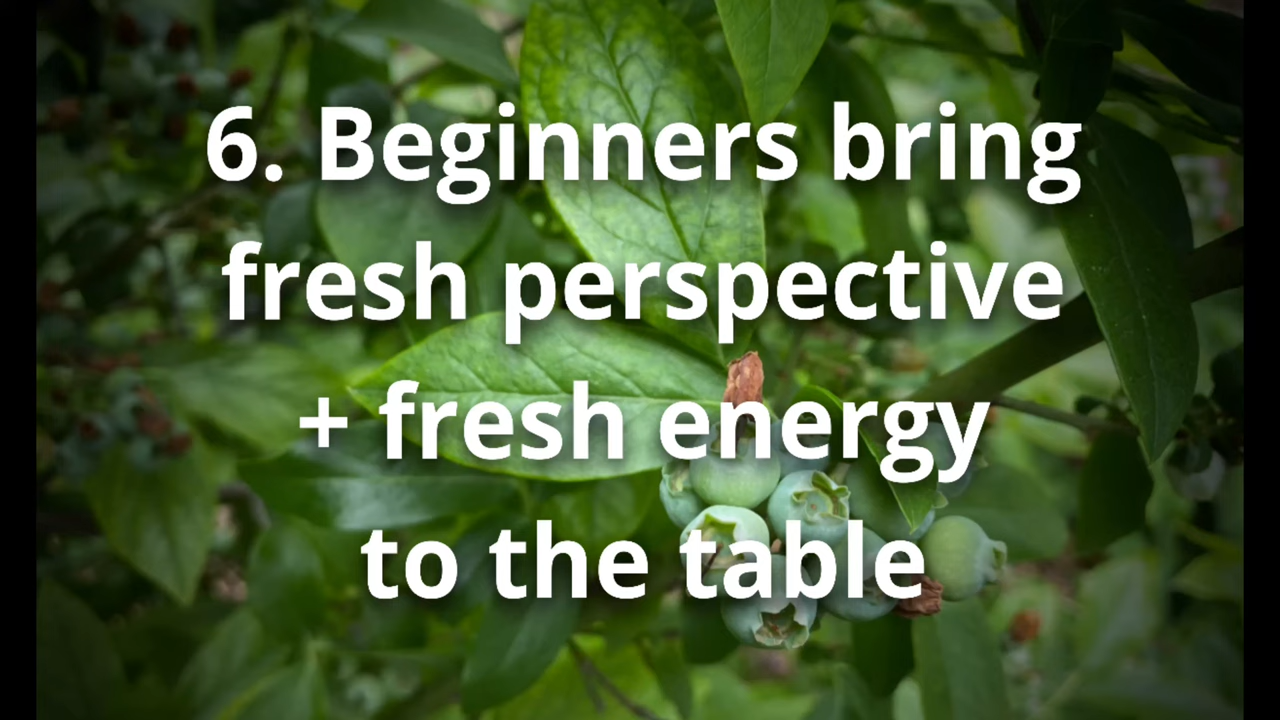 6. Beginners bring
fresh perspective
+ fresh energy
to the table